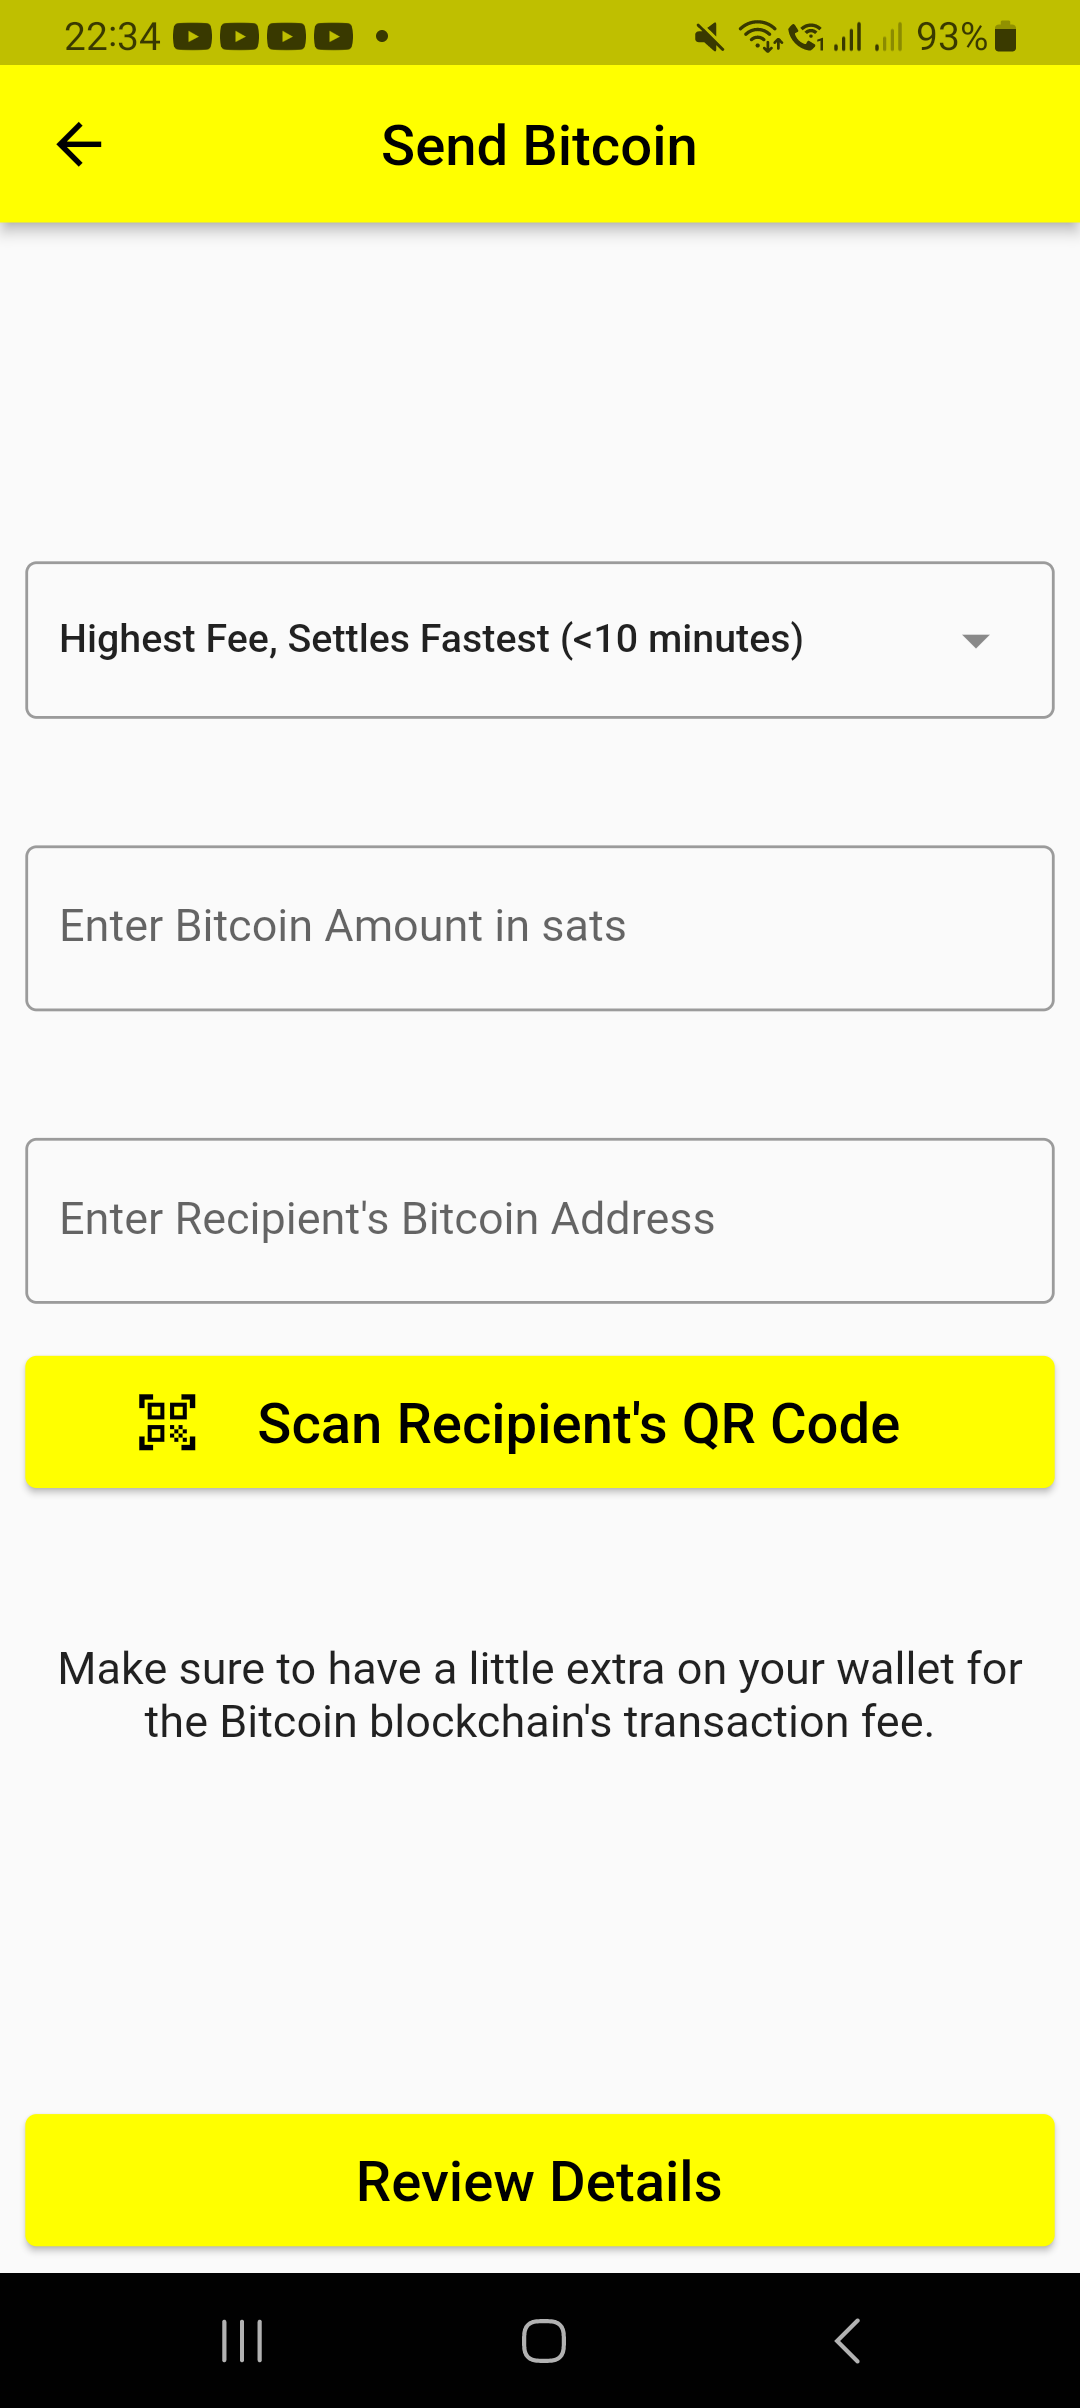 22:34
93%
Send Bitcoin
Highest Fee, Settles Fastest (<10 minutes)
Enter Bitcoin Amount in sats
Enter Recipient's Bitcoin Address
Scan Recipient's QR Code
Make sure to have a little extra on your wallet for
the Bitcoin blockchain's transaction fee.
Review Details